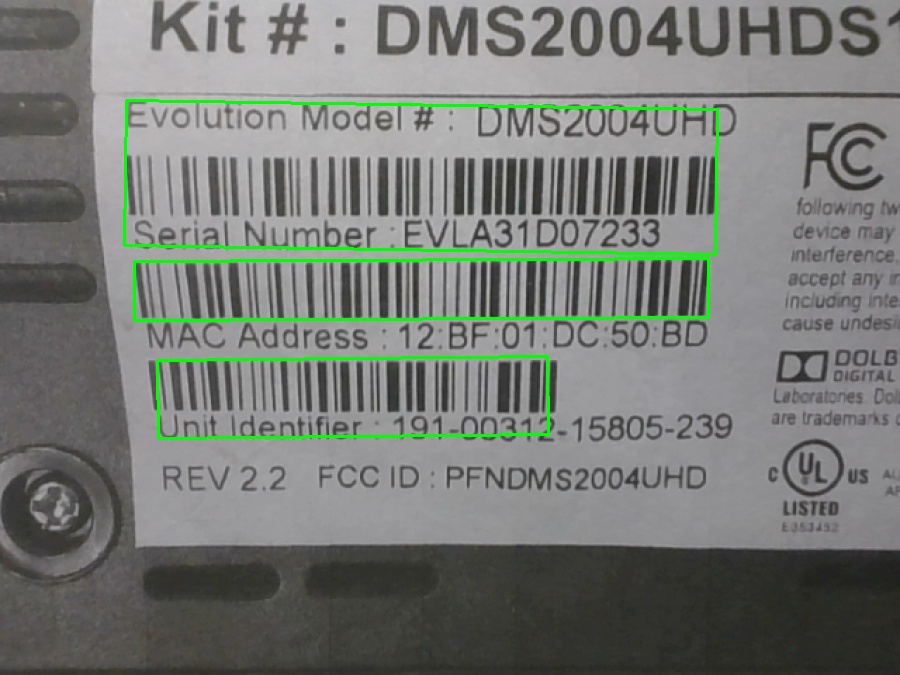 Kit # : DMS2004UHDS
Evolution Model # : DMS2004UHD
Serial Number : EVLA31D07233
MAC Address : 12:BF:01:DC:50:BD
Unit Identifier : 191-00312-15805-239
REV 2.2 FCC ID : PFNDMS2004UHD
FC
following
device may
interference
accept any
including
cause
DOLB
DIGITAL
Laboratories.
are trademarks
C UL US
LISTED
E353492